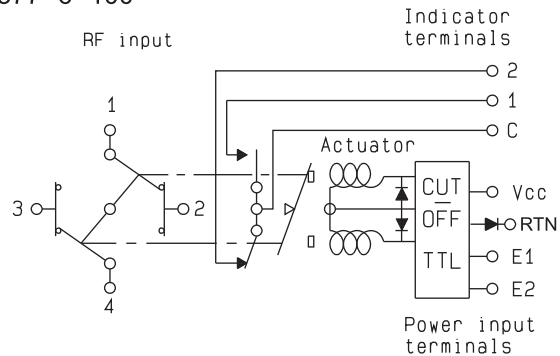 RF input
Indicator
terminals
2
1
C
1
Actuator
3
2
4
CUT
OFF
TTL
Vcc
RTN
E1
E2
Power input
terminals